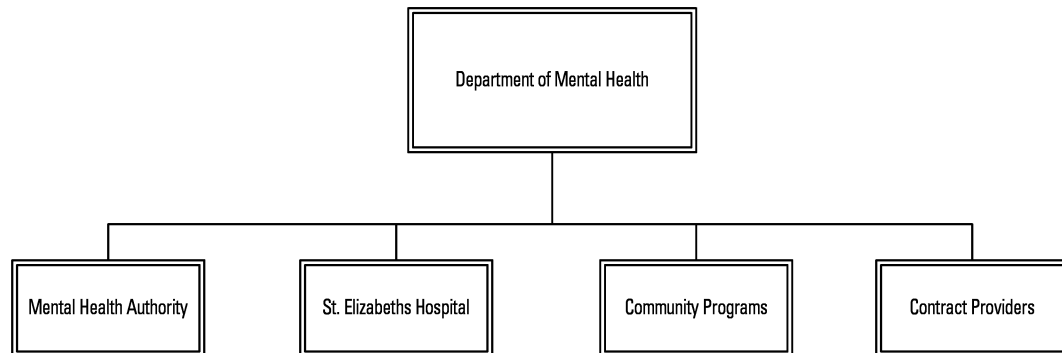 Department of Mental Health
Mental Health Authority
St. Elizabeths Hospital
Community Programs
Contract Providers